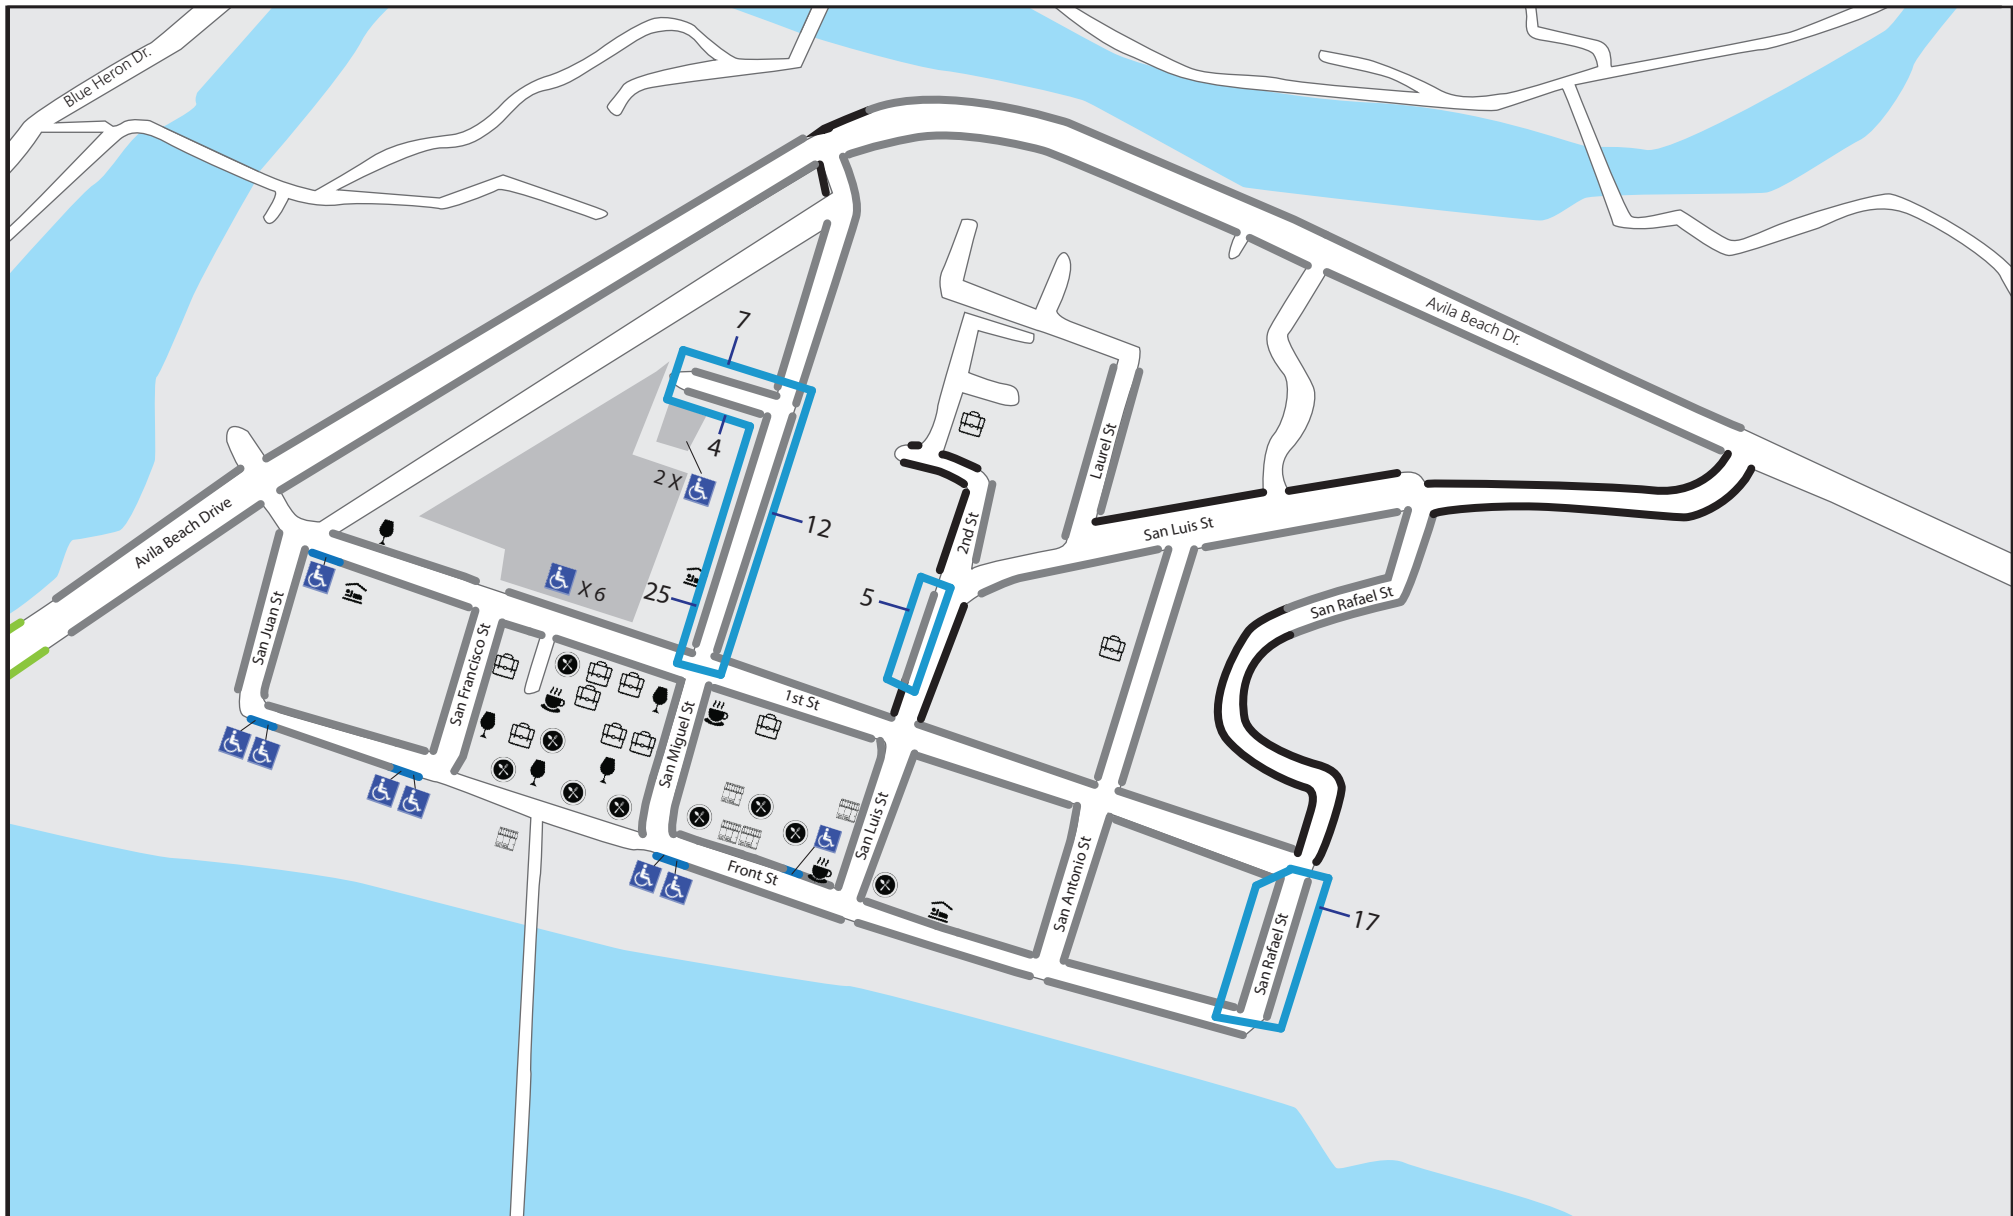 Blue Heron Dr.
Avila Beach Dr.
7
4
2 X
12
Laurel St
2nd St
San Luis St
Avila Beach Drive
X 6
25
5
San Rafael St
San Juan St
San Francisco St
San Miguel St
1st St
San Luis St
Front St
San Antonio St
San Rafael St
17